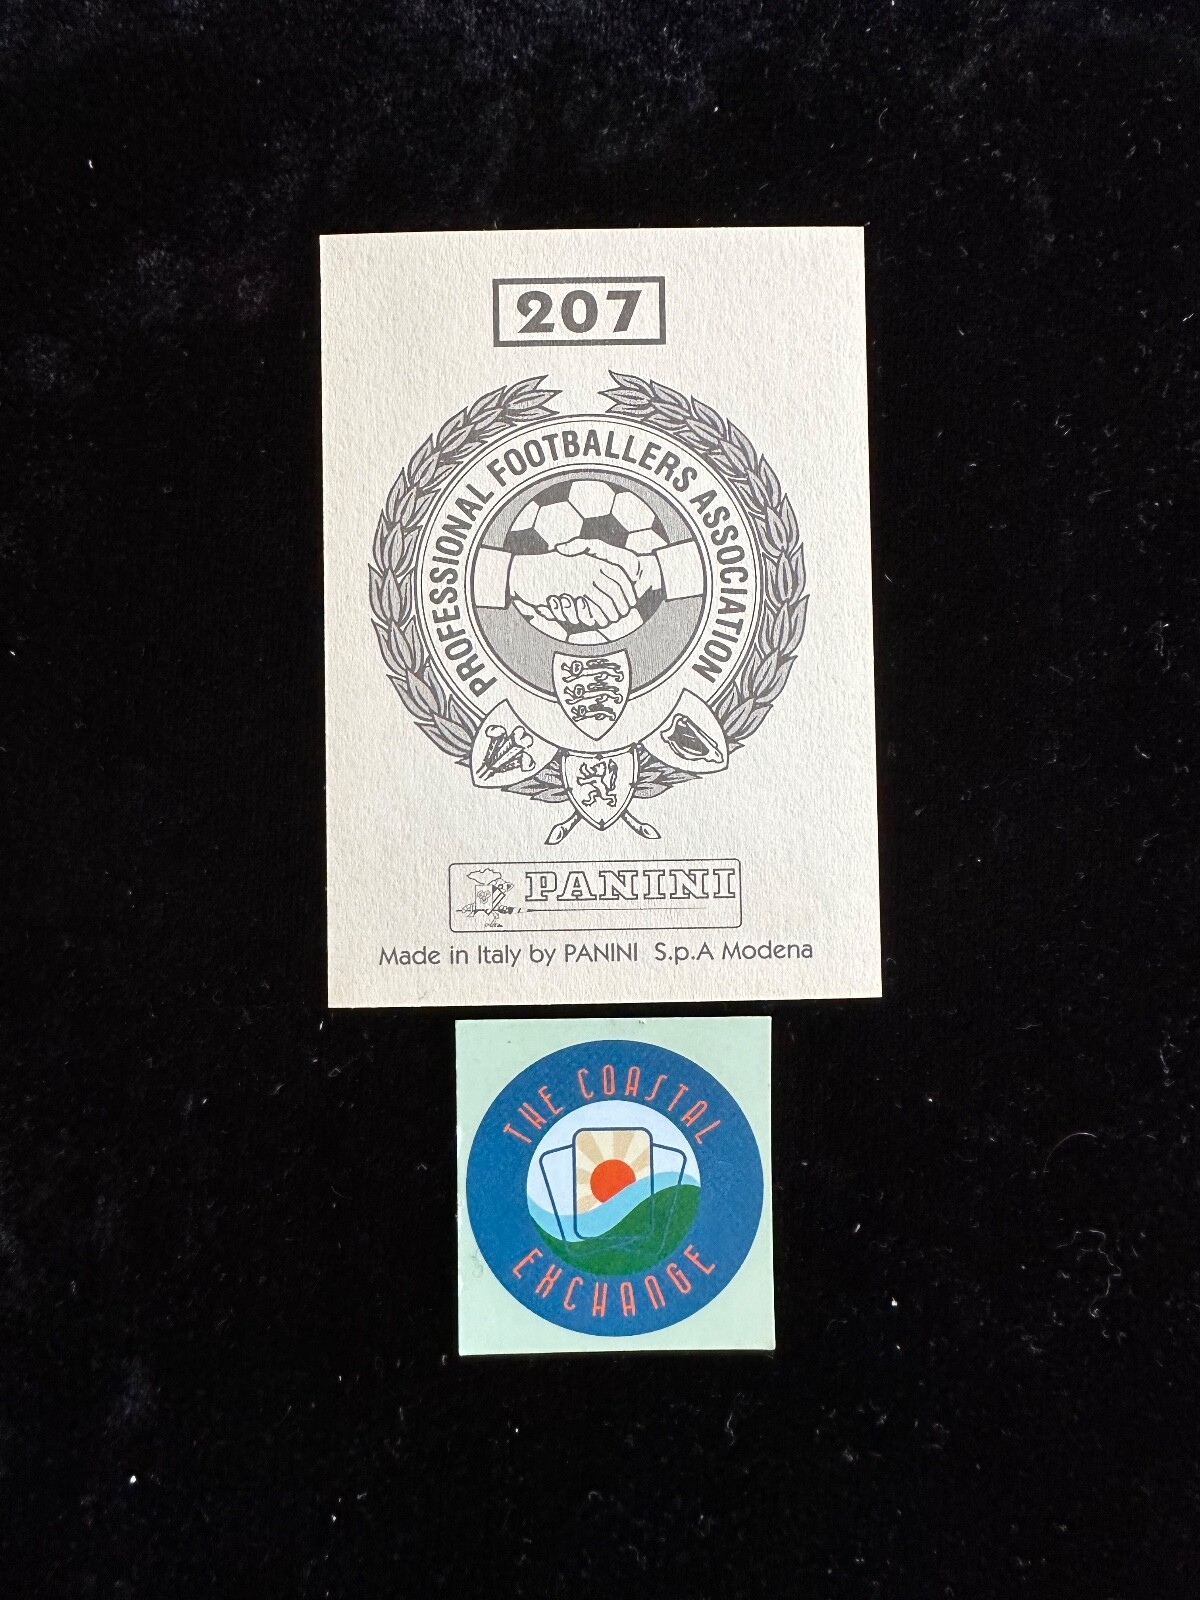 207
PROFESSIONAL FOOTBALLERS ASSOCIATION
PANINI
Made in Italy by PANINI S.p.A Modena
THE COASTAL
EXCHANGE